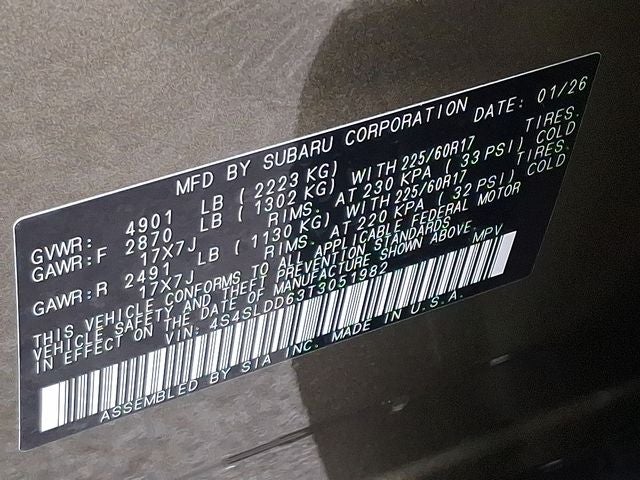 MFD BY SUBARU CORPORATION DATE: 01/26
GVWR: 4901 LB ( 2223 KG)
GAWR:F 2870 LB ( 1302 KG) WITH 225/60R17 TIRES.
17X7J RIMS. AT 230 KPA ( 33 PSI) COLD
GAWR:R 2491 LB ( 1130 KG) WITH 225/60R17 TIRES.
17X7J RIMS. AT 220 KPA ( 32 PSI) COLD
THIS VEHICLE CONFORMS TO ALL APPLICABLE FEDERAL MOTOR
VEHICLE SAFETY AND THEFT PREVENTION STANDARDS
IN EFFECT ON THE DATE OF MANUFACTURE SHOWN ABOVE.
VIN: 4S4SLDD63T3051982 MPV
ASSEMBLED BY SIA INC. MADE IN U.S.A.